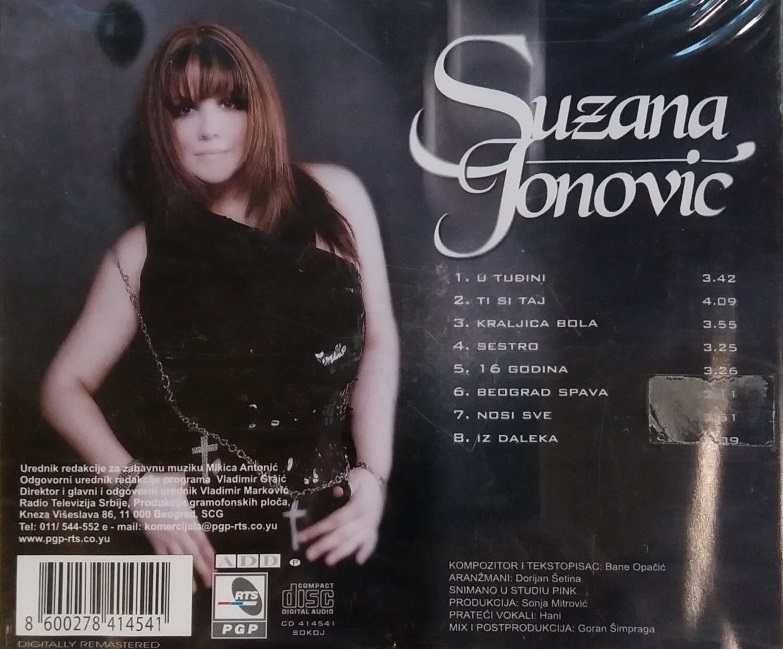 Suzana
Jonović
1. U TUĐINI 3.42
2. TI SI TAJ 4.09
3. KRALJICA BOLA 3.55
4. SESTRO 3.25
5. 16 GODINA 3.26
6. BEOGRAD SPAVA
7. NOSI SVE
8. IZ DALEKA
Urednik redakcije za zabavnu muziku Mikica Antonić
Odgovorni urednik redakcije programa Vladimir Grajić
Direktor i glavni i odgovorni urednik Vladimir Marković
Radio Televizija Srbije, Produkcija gramofonskih ploča,
Kneza Višeslava 86, 11 000 Beograd, SCG
Tel: 011/ 544-552 e - mail: komercijala@pgp-rts.co.yu
www.pgp-rts.co.yu
8 600278 414541
DIGITALLY REMASTERED
ADD P
RTS
PGP
COMPACT
disc
DIGITAL AUDIO
CD 414541
SOKOJ
KOMPOZITOR I TEKSTOPISAC: Bane Opačić
ARANŽMANI: Dorijan Šetina
SNIMANO U STUDIU PINK
PRODUKCIJA: Sonja Mitrović
PRATEĆI VOKALI: Hani
MIX I POSTPRODUKCIJA: Goran Šimpraga